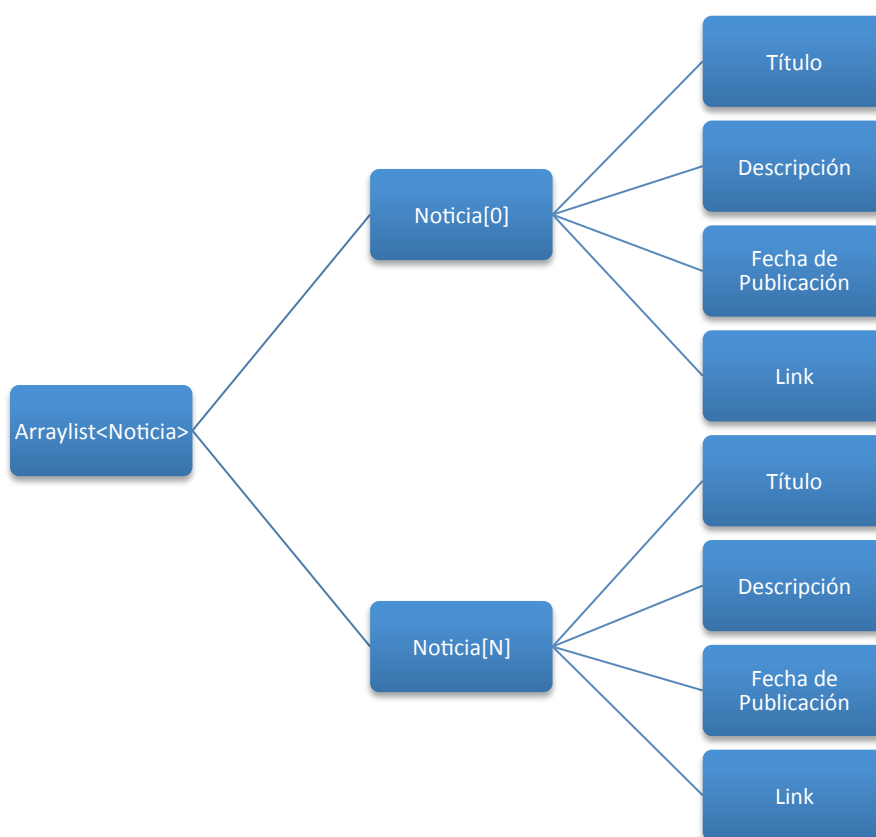 Arraylist<Noticia>
Noticia[0]
Título
Descripción
Fecha de
Publicación
Link
Noticia[N]
Título
Descripción
Fecha de
Publicación
Link